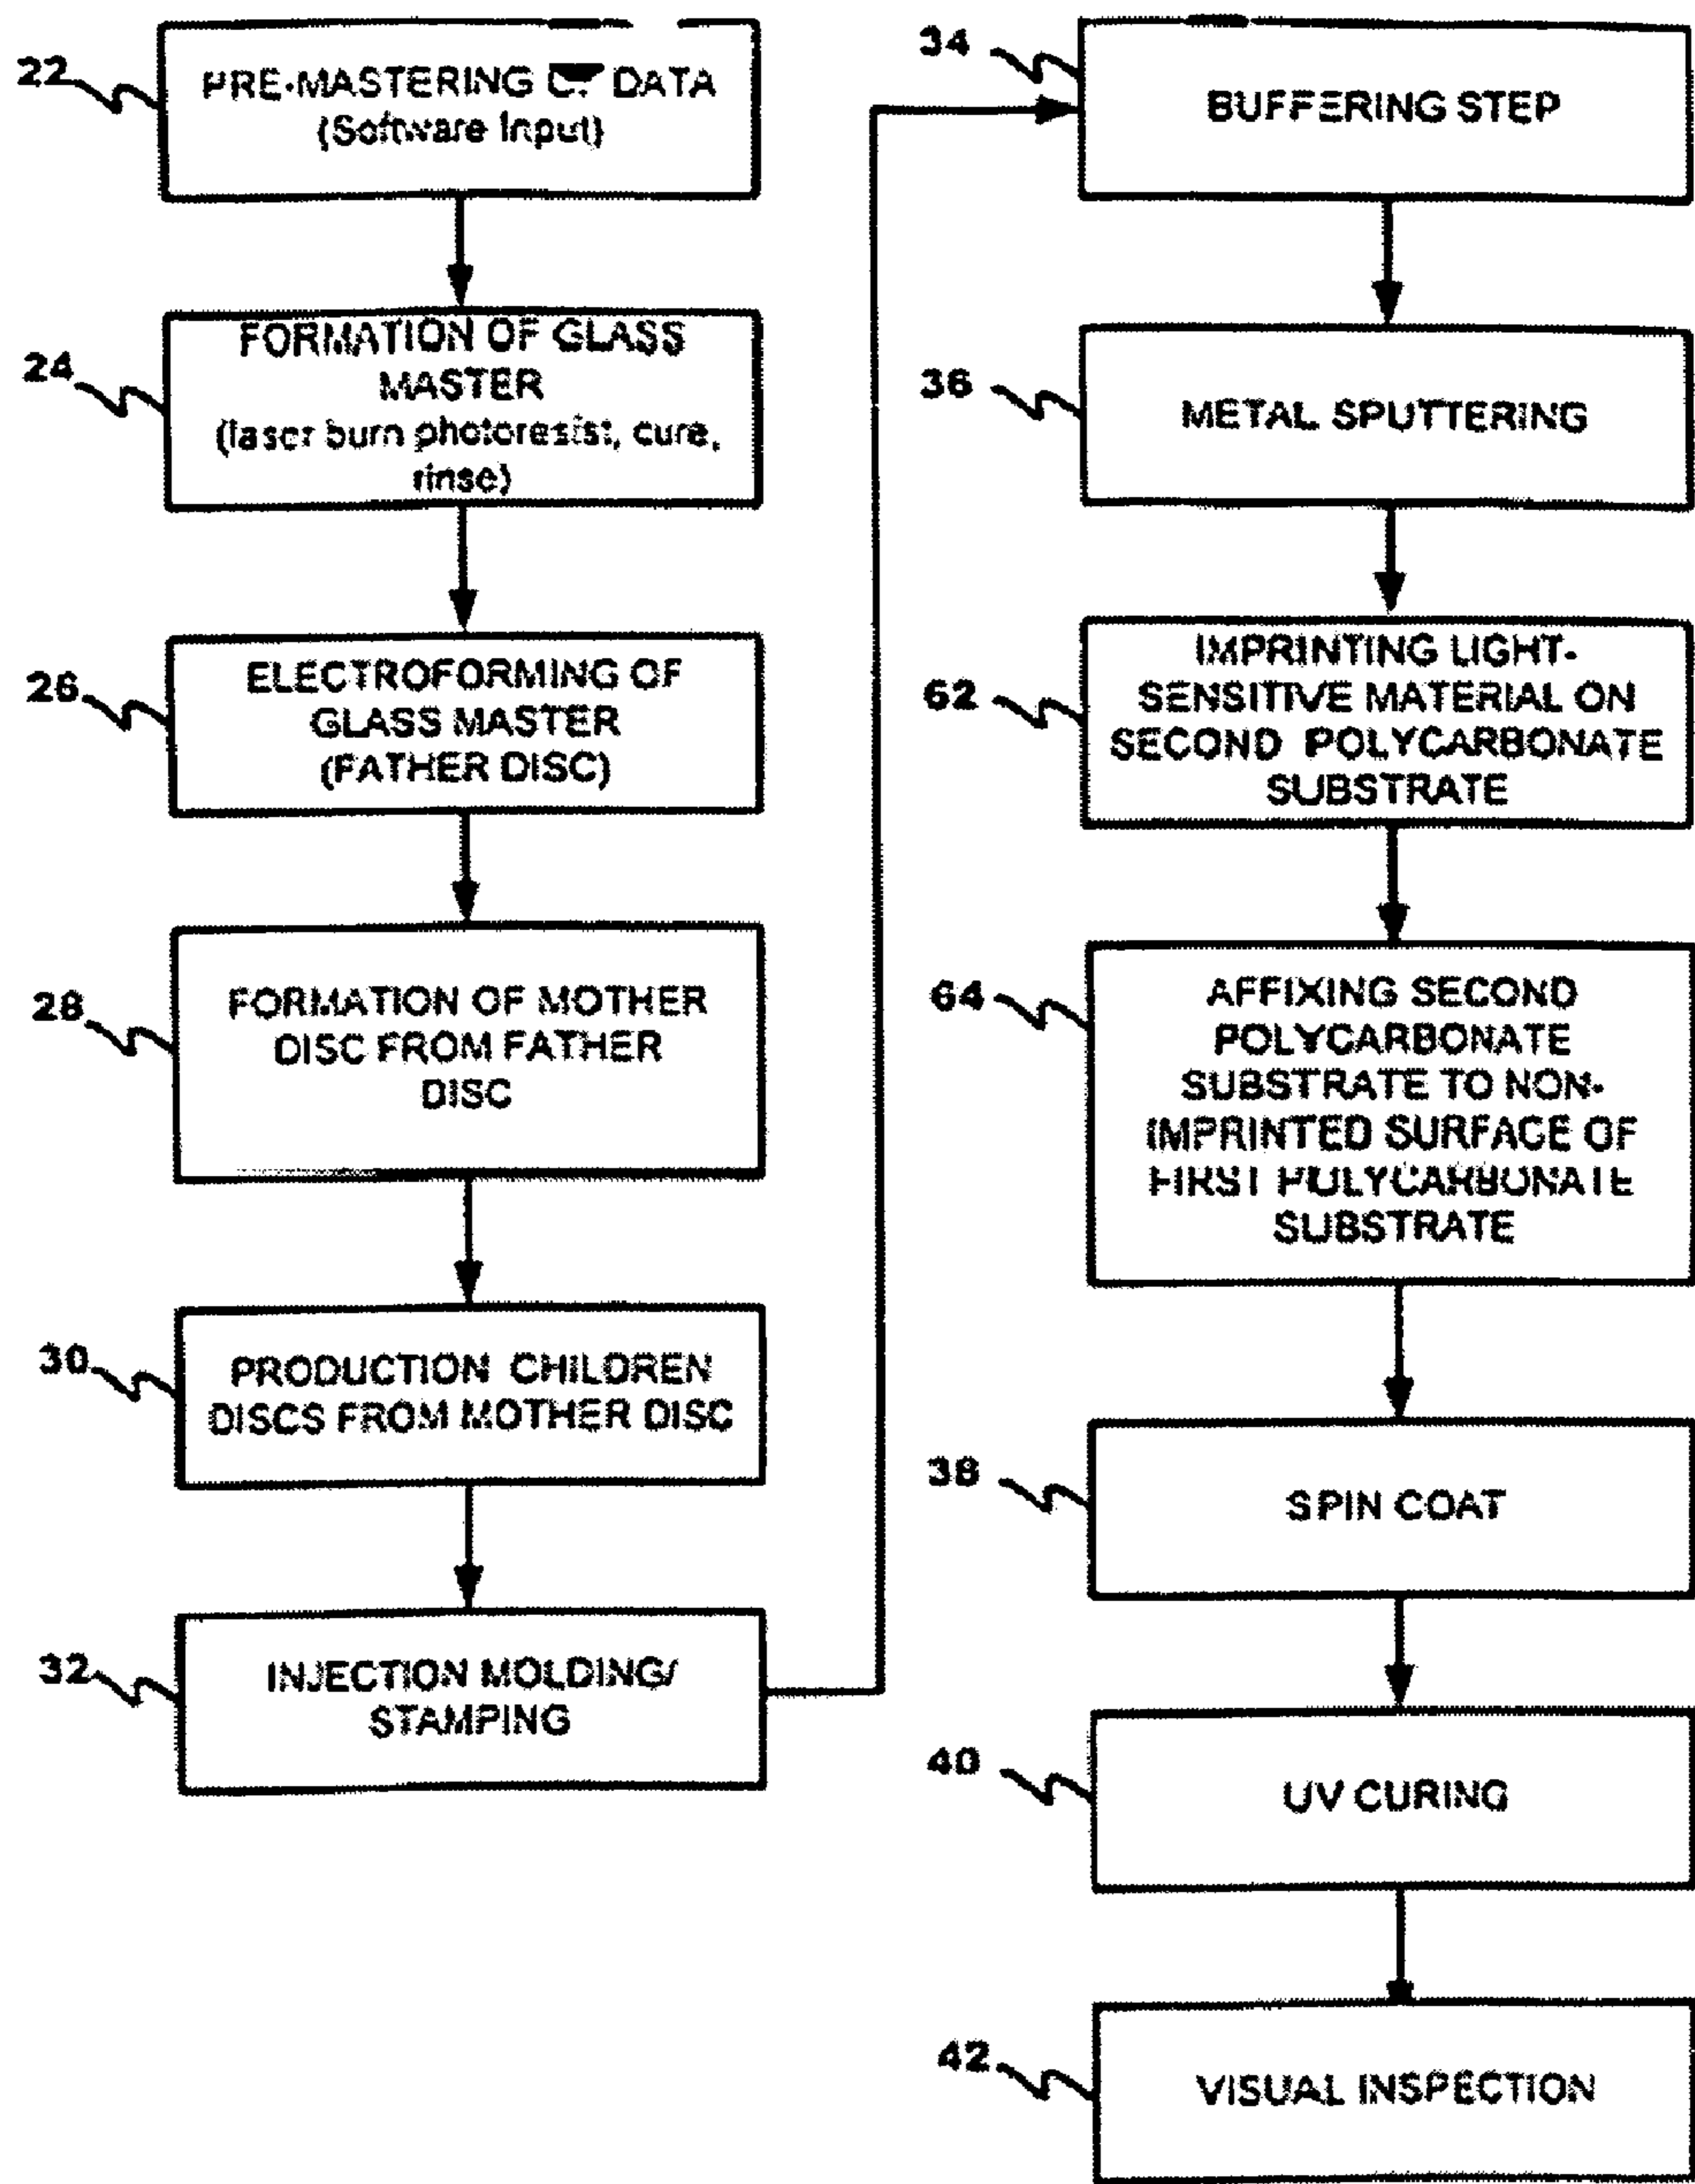 22
PRE-MASTERING OF DATA
(Software Input)
24
FORMATION OF GLASS
MASTER
(laser burn photoresist, cure,
rinse)
26
ELECTROFORMING OF
GLASS MASTER
(FATHER DISC)
28
FORMATION OF MOTHER
DISC FROM FATHER
DISC
30
PRODUCTION CHILDREN
DISCS FROM MOTHER DISC
32
INJECTION MOLDING/
STAMPING
34
BUFFERING STEP
36
METAL SPUTTERING
62
IMPRINTING LIGHT-
SENSITIVE MATERIAL ON
SECOND POLYCARBONATE
SUBSTRATE
64
AFFIXING SECOND
POLYCARBONATE
SUBSTRATE TO NON-
IMPRINTED SURFACE OF
FIRST POLYCARBONATE
SUBSTRATE
38
SPIN COAT
40
UV CURING
42
VISUAL INSPECTION